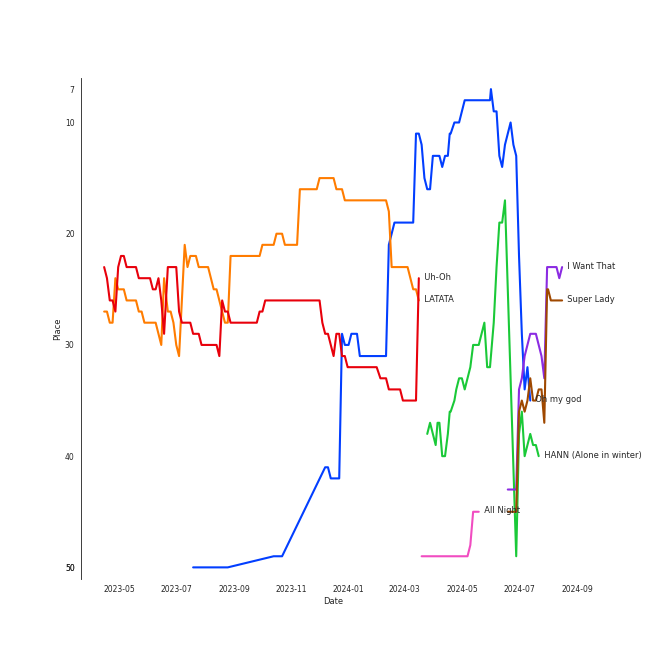 7
10
20
30
40
50
Place
Uh-Oh
LATATA
I Want That
Super Lady
Oh my god
HANN (Alone in winter)
All Night
2023-05
2023-07
2023-09
2023-11
2024-01
2024-03
2024-05
2024-07
2024-09
Date